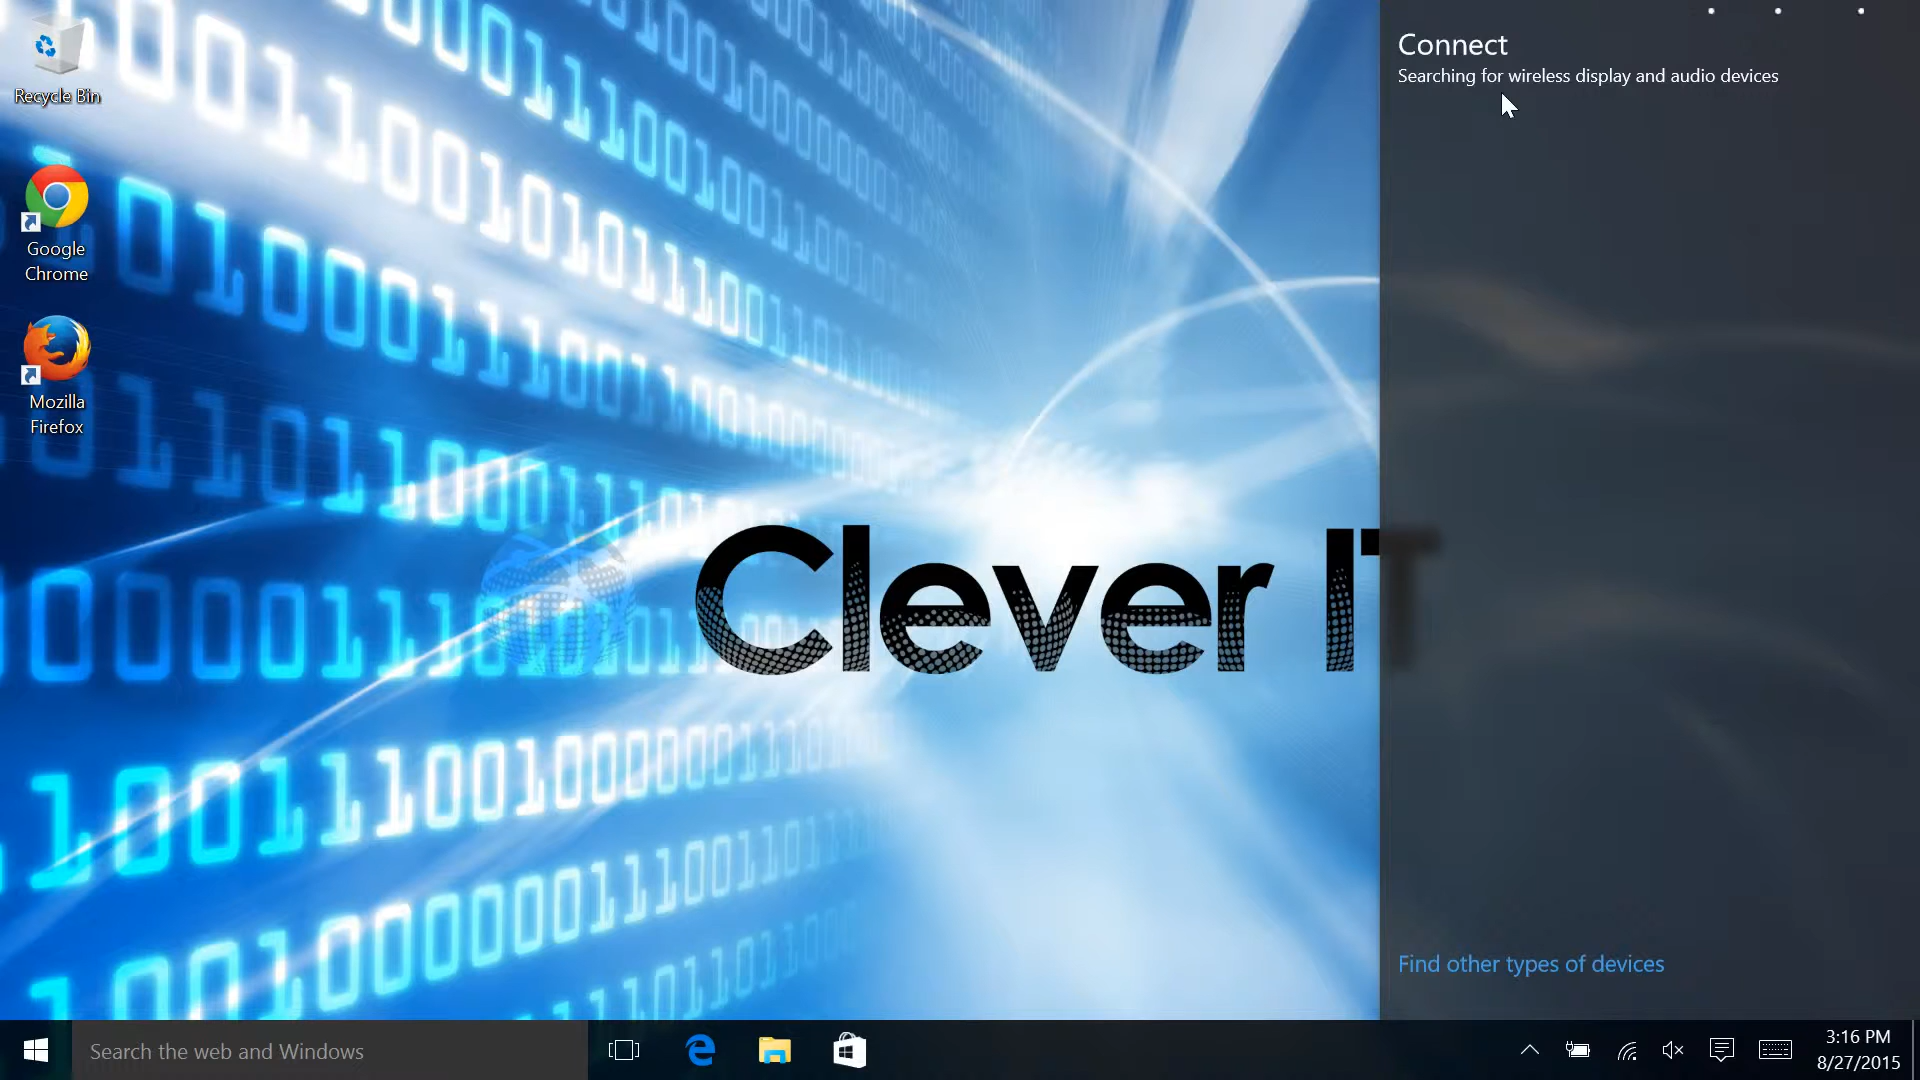 Connect
Searching for wireless display and audio devices
Recycle Bin
Google
Chrome
Mozilla
Firefox
Clever IT
Find other types of devices
Search the web and Windows
3:16 PM
8/27/2015